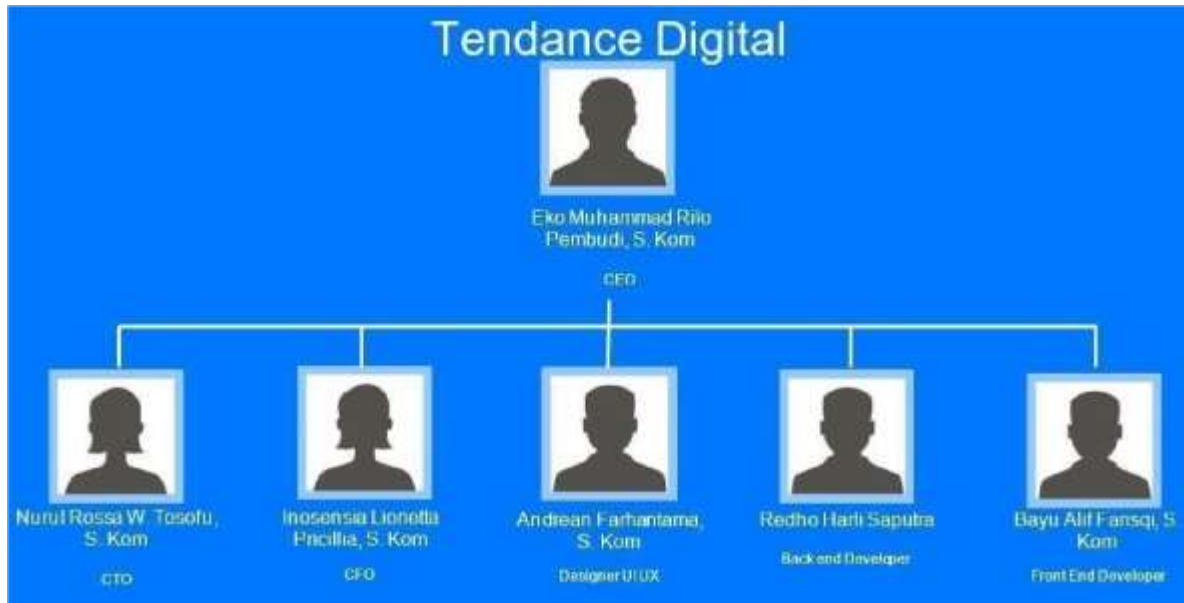 Tendance Digital
Eko Muhammad Rilo
Pembudi, S. Kom
CEO
Nurul Rossa W. Tosofu,
S. Kom
CTO
Inosensia Lionetta
Pricillia, S. Kom
CFO
Andrean Farhantama,
S. Kom
Designer UI UX
Redho Harli Saputra
Back end Developer
Bayu Alif Farisqi, S.
Kom
Front End Developer